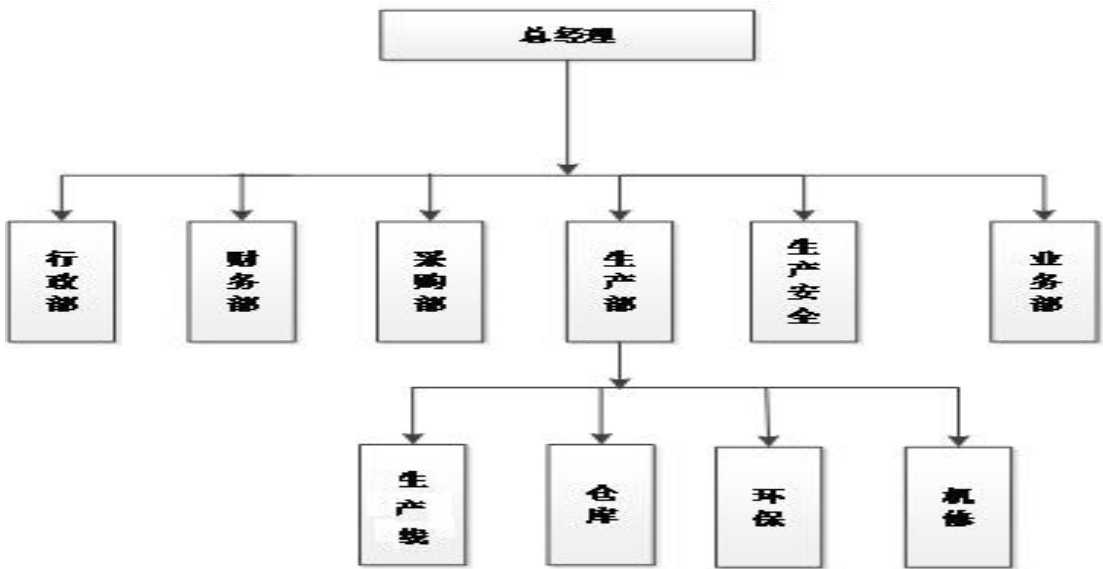 总经理
行政部
财务部
采购部
生产部
生产安全
业务部
生产线
仓库
环保
机修